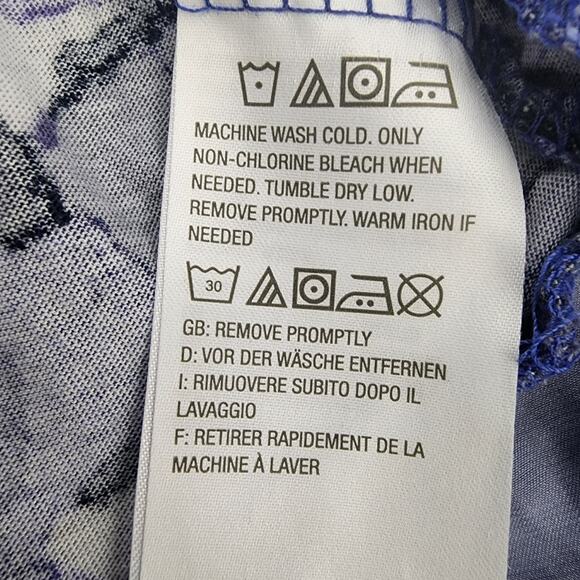 MACHINE WASH COLD. ONLY
NON-CHLORINE BLEACH WHEN
NEEDED. TUMBLE DRY LOW.
REMOVE PROMPTLY. WARM IRON IF
NEEDED
30
GB: REMOVE PROMPTLY
D: VOR DER WÄSCHE ENTFERNEN
I: RIMUOVERE SUBITO DOPO IL
LAVAGGIO
F: RETIRER RAPIDEMENT DE LA
MACHINE À LAVER